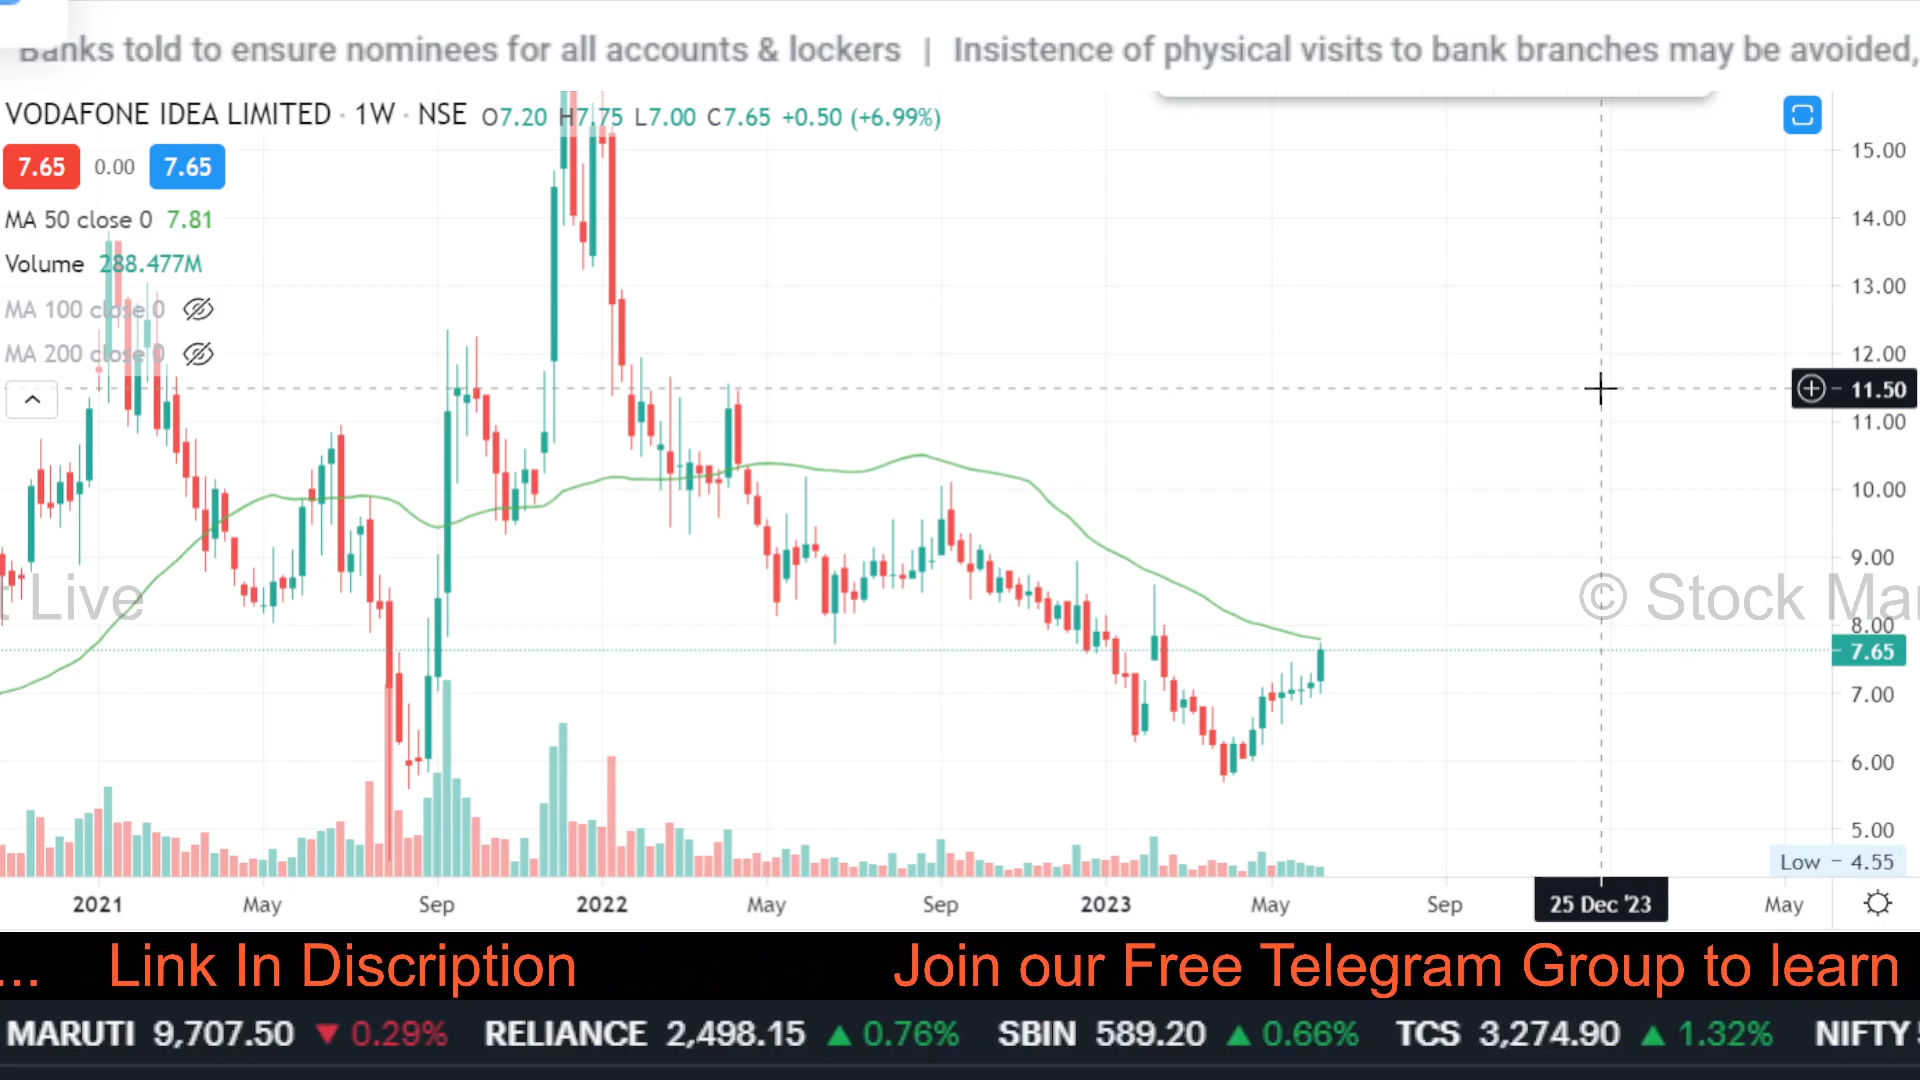 Banks told to ensure nominees for all accounts & lockers | Insistence of physical visits to bank branches may be avoided,
VODAFONE IDEA LIMITED · 1W · NSE O7.20 H7.75 L7.00 C7.65 +0.50 (+6.99%)
7.65 0.00 7.65
MA 50 close 0 7.81
Volume 288.477M
MA 100 close 0
MA 200 close 0
15.00
14.00
13.00
12.00
11.50
11.00
10.00
9.00
8.00
7.65
7.00
6.00
5.00
Low 4.55
t Live
© Stock Mar
2021 May Sep 2022 May Sep 2023 May Sep 25 Dec '23 May
... Link In Discription Join our Free Telegram Group to learn
MARUTI 9,707.50 ▼ 0.29% RELIANCE 2,498.15 ▲ 0.76% SBIN 589.20 ▲ 0.66% TCS 3,274.90 ▲ 1.32% NIFTY